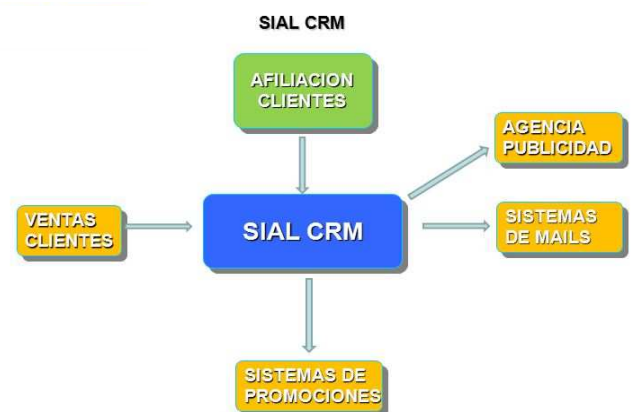 SIAL CRM
AFILIACION
CLIENTES
AGENCIA
PUBLICIDAD
VENTAS
CLIENTES
SIAL CRM
SISTEMAS
DE MAILS
SISTEMAS DE
PROMOCIONES